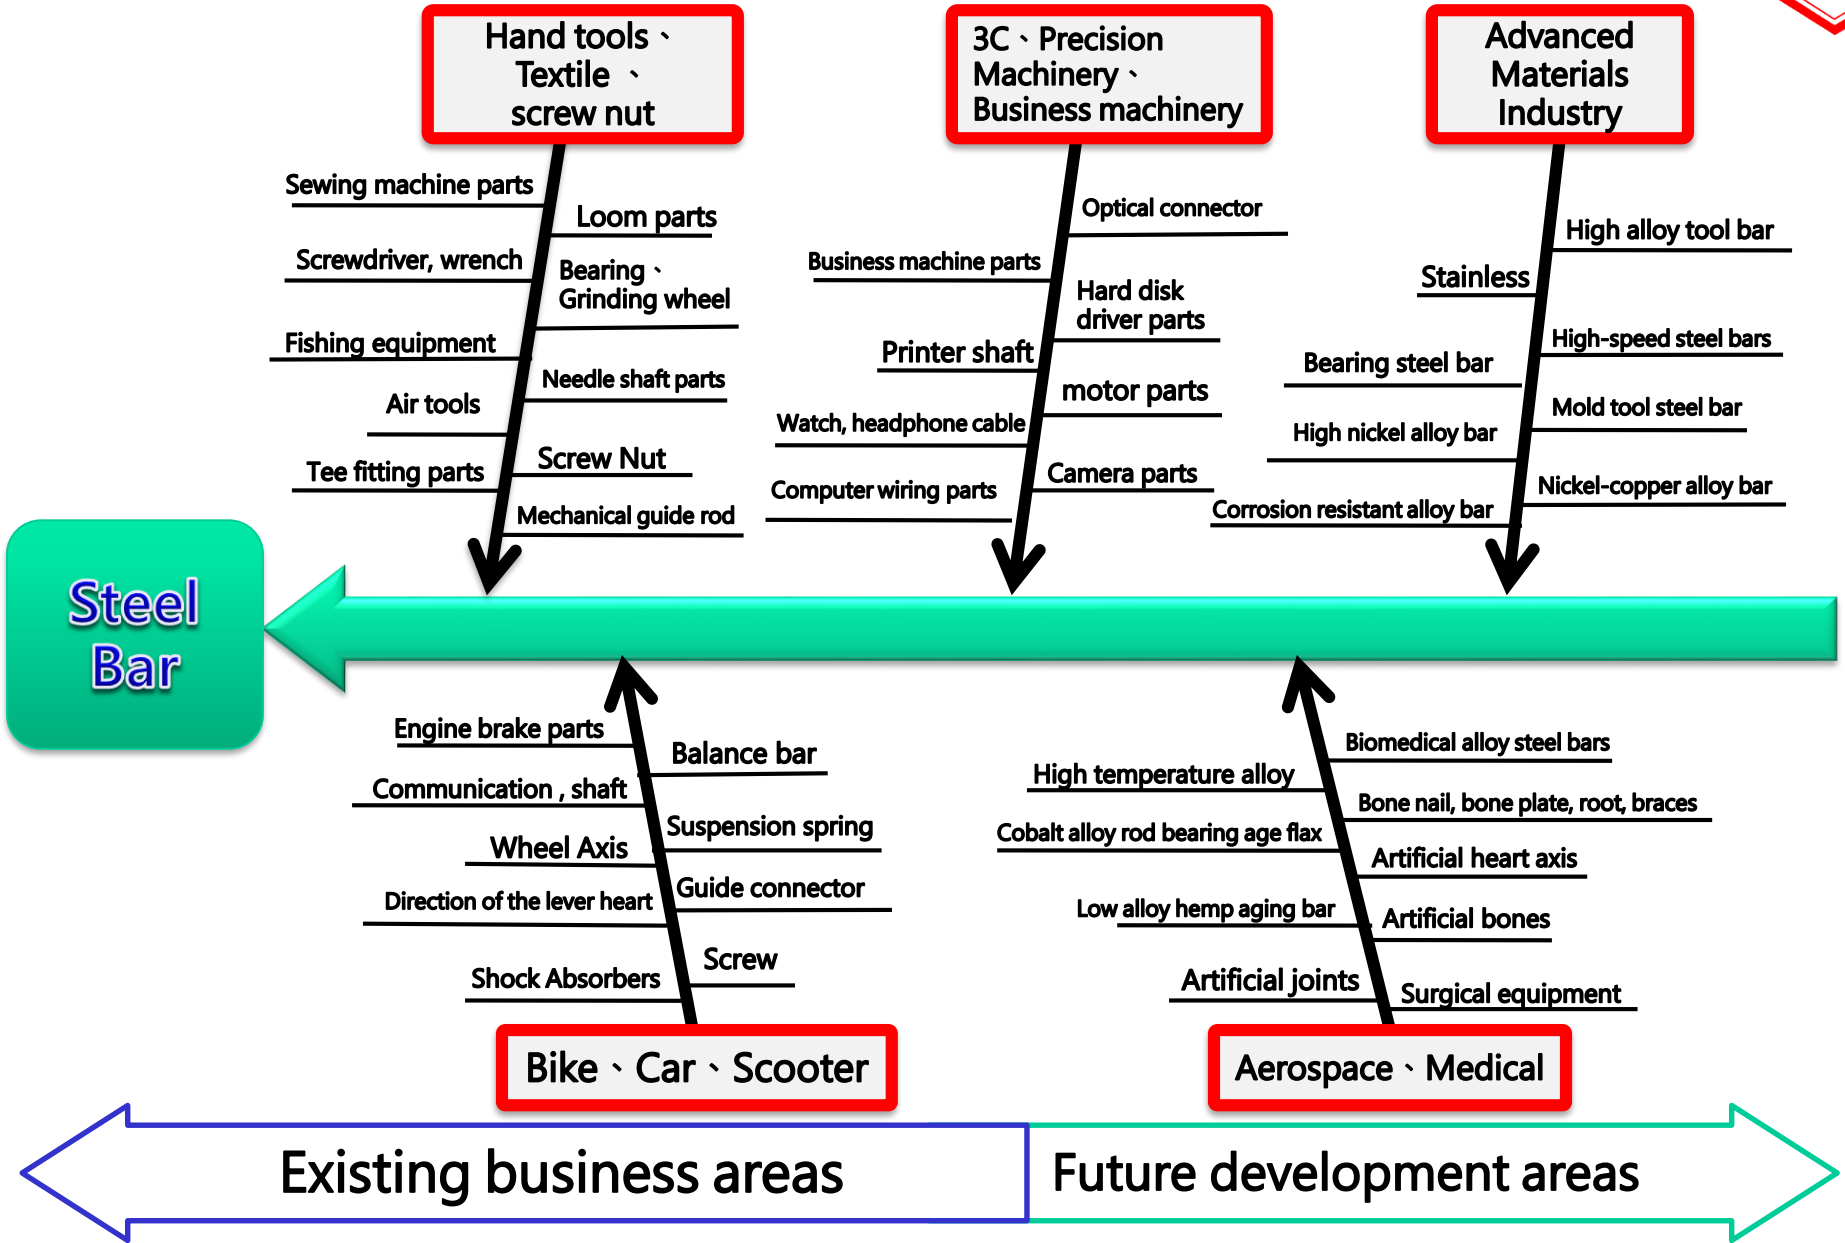 Hand tools、
Textile 、
screw nut
3C、Precision
Machinery、
Business machinery
Advanced
Materials
Industry
Sewing machine parts
Loom parts
Screwdriver, wrench
Bearing、
Grinding wheel
Fishing equipment
Needle shaft parts
Air tools
Screw Nut
Tee fitting parts
Mechanical guide rod
Optical connector
Business machine parts
Hard disk
driver parts
Printer shaft
motor parts
Watch, headphone cable
Camera parts
Computer wiring parts
High alloy tool bar
Stainless
High-speed steel bars
Bearing steel bar
Mold tool steel bar
High nickel alloy bar
Nickel-copper alloy bar
Corrosion resistant alloy bar
Steel
Bar
Engine brake parts
Balance bar
Communication , shaft
Suspension spring
Wheel Axis
Guide connector
Direction of the lever heart
Screw
Shock Absorbers
Biomedical alloy steel bars
High temperature alloy
Bone nail, bone plate, root, braces
Cobalt alloy rod bearing age flax
Artificial heart axis
Low alloy hemp aging bar
Artificial bones
Artificial joints
Surgical equipment
Bike、Car、Scooter
Aerospace、Medical
Existing business areas
Future development areas